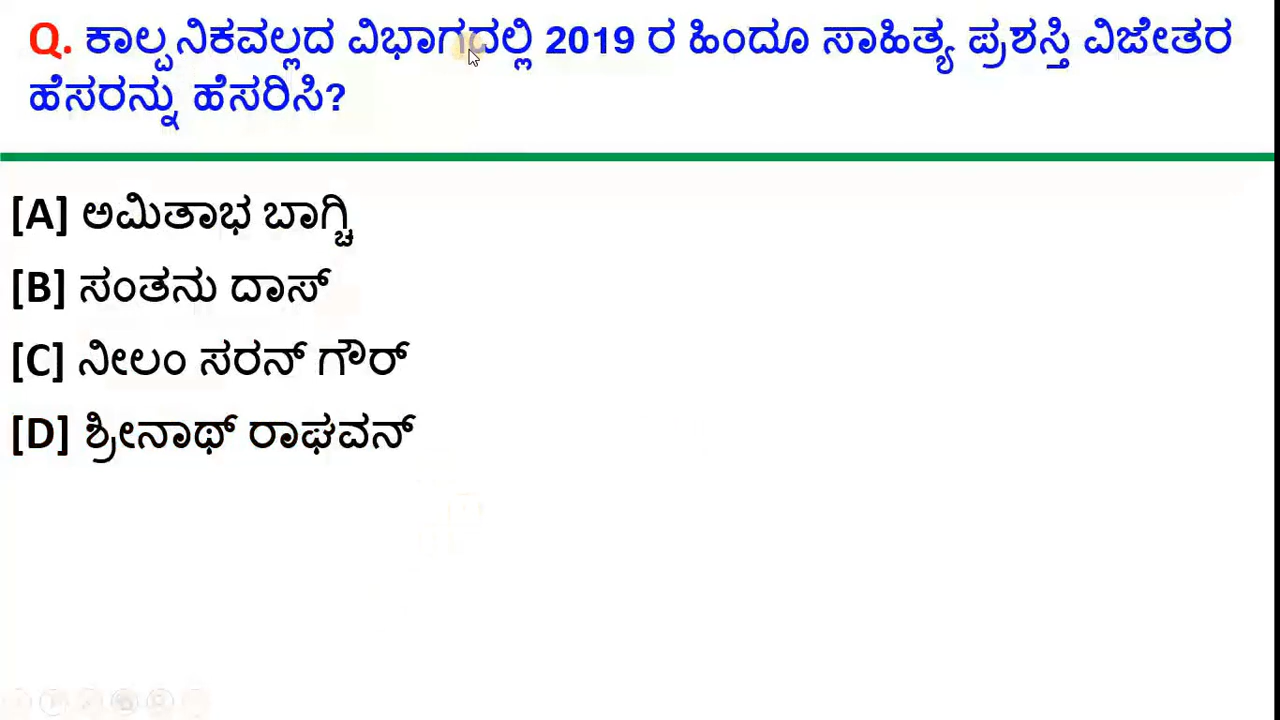 Q. ಕಾಲ್ಪನಿಕವಲ್ಲದ ವಿಭಾಗದಲ್ಲಿ 2019 ರ ಹಿಂದೂ ಸಾಹಿತ್ಯ ಪ್ರಶಸ್ತಿ ವಿಜೇತರ
ಹೆಸರನ್ನು ಹೆಸರಿಸಿ?
[A] ಅಮಿತಾಭ ಬಾಗ್ಚಿ
[B] ಸಂತನು ದಾಸ್
[C] ನೀಲಂ ಸರನ್ ಗೌರ್
[D] ಶ್ರೀನಾಥ್ ರಾಘವನ್